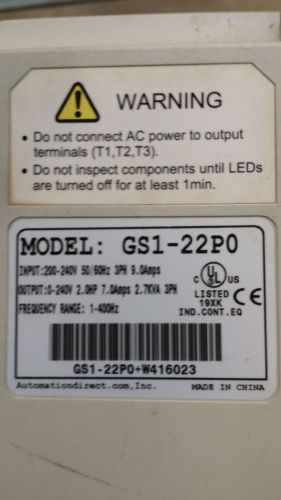 WARNING
• Do not connect AC power to output
terminals (T1,T2,T3).
• Do not inspect components until LEDs
are turned off for at least 1min.
MODEL: GS1-22P0
INPUT:200-240V 50/60Hz 3PH 9.0Amps
OUTPUT:0-240V 2.0HP 7.0Amps 2.7KVA 3PH
FREQUENCY RANGE: 1-400Hz
C UL US
LISTED
19XK
IND.CONT.EQ
CE
GS1-22P0+W416023
Automationdirect.com,Inc.
MADE IN CHINA